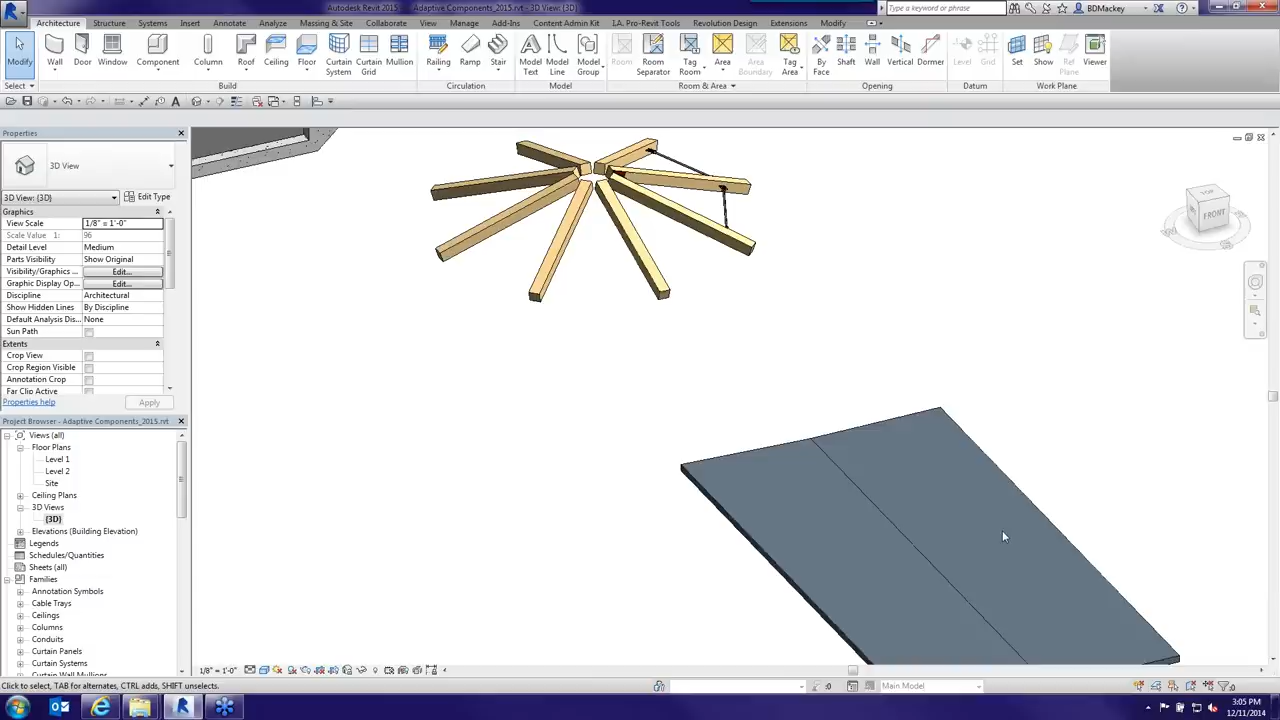 Autodesk Revit 2015 - Adaptive Components_2015.rvt - 3D View: {3D}
Type a keyword or phrase
BDMackey
Architecture Structure Systems Insert Annotate Analyze Massing & Site Collaborate View Manage Add-Ins Content Admin Kit I.A. Pro-Revit Tools Revolution Design Extensions Modify
Modify Wall Door Window Component Column Roof Ceiling Floor Curtain System Curtain Grid Mullion Railing Ramp Stair Model Text Model Line Model Group Room Room Separator Tag Room Area Area Boundary Tag Area By Face Shaft Wall Vertical Dormer Level Grid Set Show Ref Plane Viewer
Select Build Circulation Model Room & Area Opening Datum Work Plane
Properties
3D View
3D View: {3D} Edit Type
Graphics
View Scale 1/8" = 1'-0"
Scale Value 1: 96
Detail Level Medium
Parts Visibility Show Original
Visibility/Graphics ... Edit...
Graphic Display Op... Edit...
Discipline Architectural
Show Hidden Lines By Discipline
Default Analysis Dis... None
Sun Path
Extents
Crop View
Crop Region Visible
Annotation Crop
Far Clip Active
Properties help Apply
Project Browser - Adaptive Components_2015.rvt
Views (all)
Floor Plans
Level 1
Level 2
Site
Ceiling Plans
3D Views
{3D}
Elevations (Building Elevation)
Legends
Schedules/Quantities
Sheets (all)
Families
Annotation Symbols
Cable Trays
Ceilings
Columns
Conduits
Curtain Panels
Curtain Systems
Curtain Wall Mullions
TOP
FRONT
1/8" = 1'-0"
Click to select, TAB for alternates, CTRL adds, SHIFT unselects.
:0 Main Model :0
3:05 PM
12/11/2014